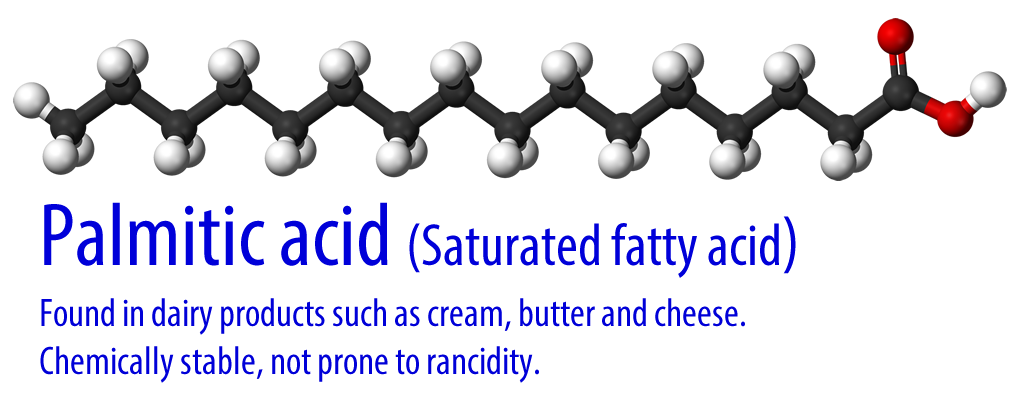 Palmitic acid (Saturated fatty acid)
Found in dairy products such as cream, butter and cheese.
Chemically stable, not prone to rancidity.